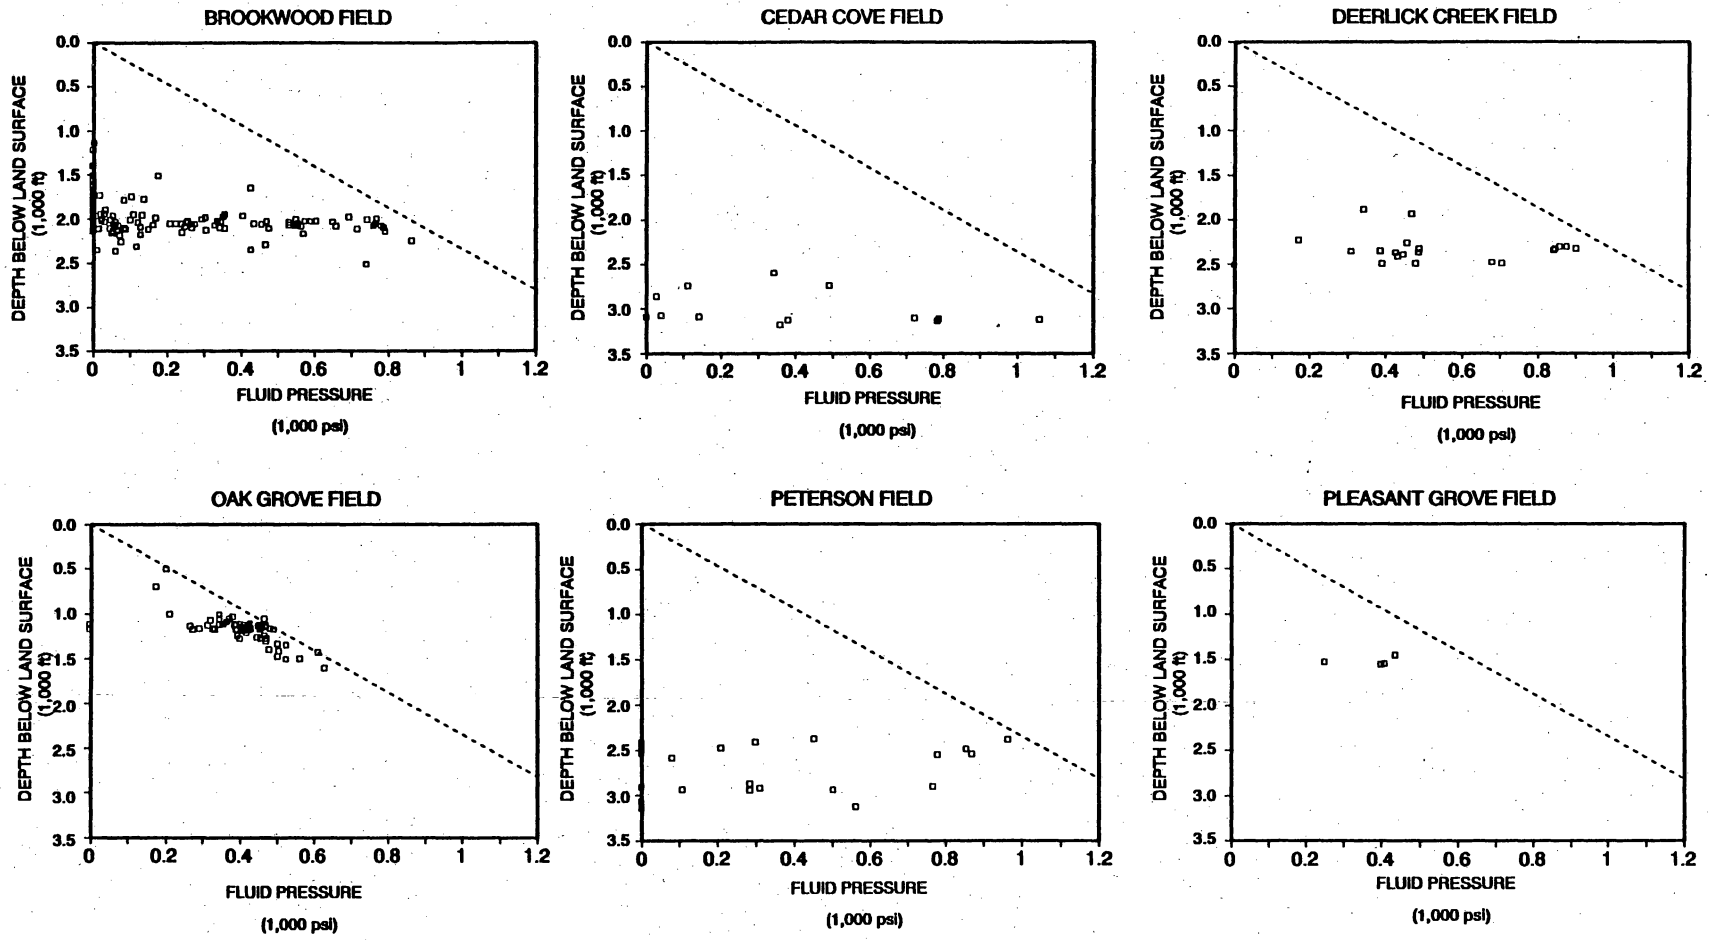 BROOKWOOD FIELD
DEPTH BELOW LAND SURFACE
(1,000 ft)
0.0
0.5
1.0
1.5
2.0
2.5
3.0
3.5
0 0.2 0.4 0.6 0.8 1 1.2
FLUID PRESSURE
(1,000 psi)
CEDAR COVE FIELD
DEPTH BELOW LAND SURFACE
(1,000 ft)
0.0
0.5
1.0
1.5
2.0
2.5
3.0
3.5
0 0.2 0.4 0.6 0.8 1 1.2
FLUID PRESSURE
(1,000 psi)
DEERLICK CREEK FIELD
DEPTH BELOW LAND SURFACE
(1,000 ft)
0.0
0.5
1.0
1.5
2.0
2.5
3.0
3.5
0 0.2 0.4 0.6 0.8 1 1.2
FLUID PRESSURE
(1,000 psi)
OAK GROVE FIELD
DEPTH BELOW LAND SURFACE
(1,000 ft)
0.0
0.5
1.0
1.5
2.0
2.5
3.0
3.5
0 0.2 0.4 0.6 0.8 1 1.2
FLUID PRESSURE
(1,000 psi)
PETERSON FIELD
DEPTH BELOW LAND SURFACE
(1,000 ft)
0.0
0.5
1.0
1.5
2.0
2.5
3.0
3.5
0 0.2 0.4 0.6 0.8 1 1.2
FLUID PRESSURE
(1,000 psi)
PLEASANT GROVE FIELD
DEPTH BELOW LAND SURFACE
(1,000 ft)
0.0
0.5
1.0
1.5
2.0
2.5
3.0
3.5
0 0.2 0.4 0.6 0.8 1 1.2
FLUID PRESSURE
(1,000 psi)